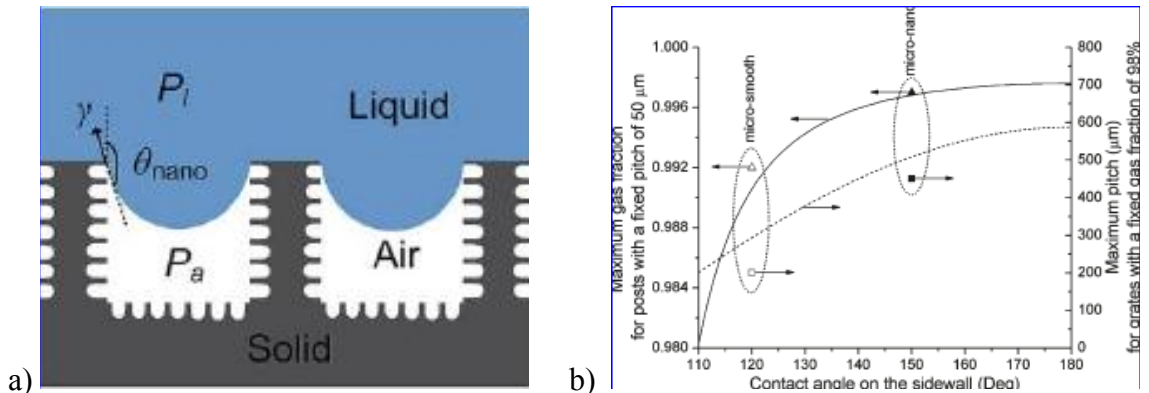 P_l
Liquid
γ
θ_nano
P_a
Air
Solid
a)
b)
Maximum gas fraction
for posts with a fixed pitch of 50 μm
1.000
0.996
0.992
0.988
0.984
0.980
micro-smooth
micro-nano
800
700
600
500
400
300
200
100
0
Maximum pitch (μm)
for grates with a fixed gas fraction of 98%
110 120 130 140 150 160 170 180
Contact angle on the sidewall (Deg)